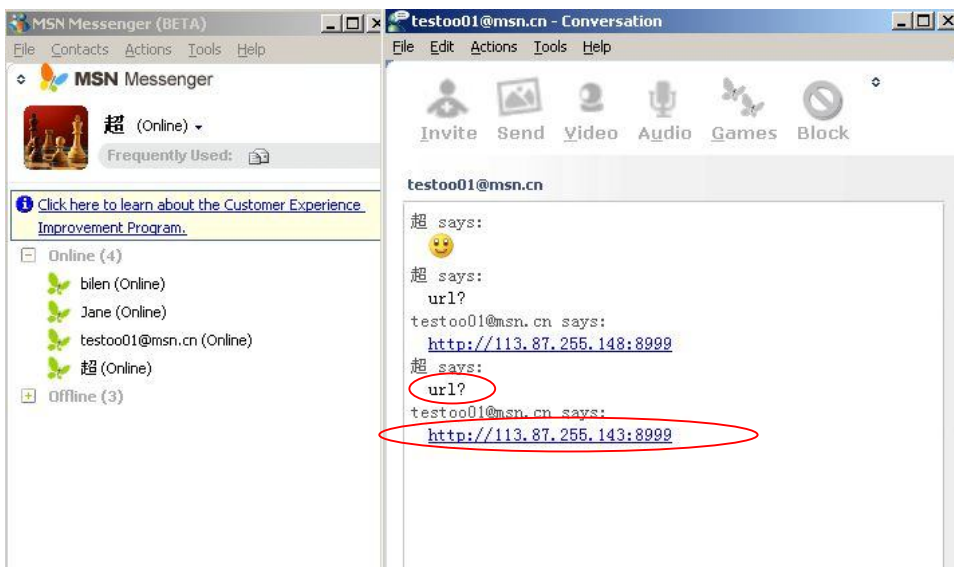 MSN Messenger (BETA)
File Contacts Actions Tools Help
MSN Messenger
超 (Online)
Frequently Used:
Click here to learn about the Customer Experience
Improvement Program.
Online (4)
bilen (Online)
Jane (Online)
testoo01@msn.cn (Online)
超 (Online)
Offline (3)
testoo01@msn.cn - Conversation
File Edit Actions Tools Help
Invite Send Video Audio Games Block
testoo01@msn.cn
超 says:
超 says:
url?
testoo01@msn.cn says:
http://113.87.255.148:8999
超 says:
url?
testoo01@msn.cn says:
http://113.87.255.143:8999